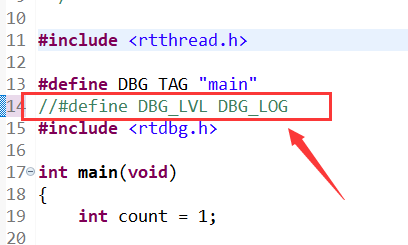 10
11 #include <rtthread.h>
12
13 #define DBG_TAG "main"
14 //#define DBG_LVL DBG_LOG
15 #include <rtdbg.h>
16
17 int main(void)
18 {
19 int count = 1;